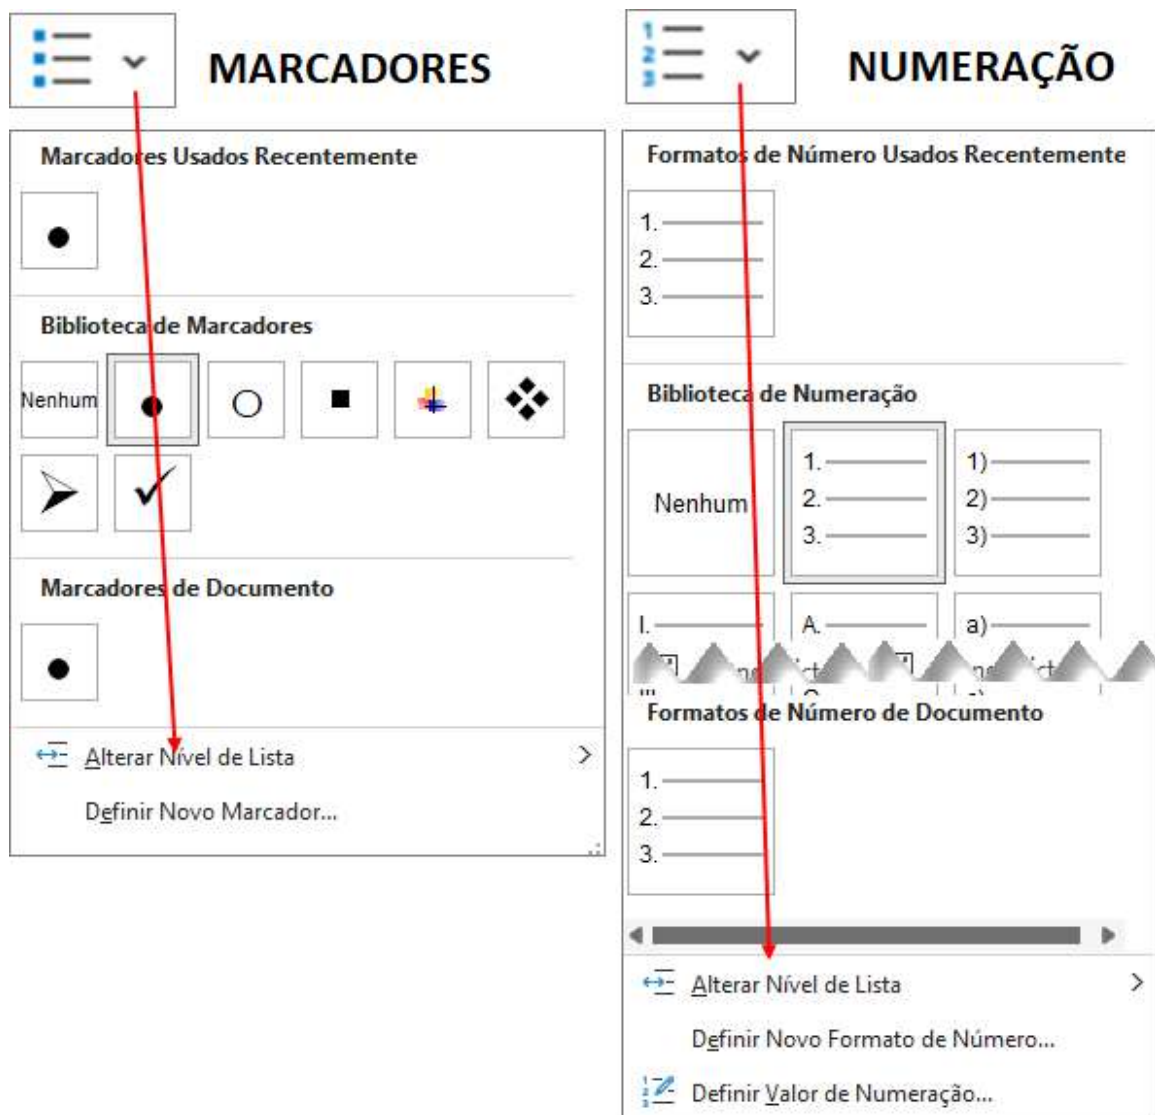 MARCADORES
Marcadores Usados Recentemente
Biblioteca de Marcadores
Nenhum
Marcadores de Documento
Alterar Nível de Lista
Definir Novo Marcador...
1
2
3
NUMERAÇÃO
Formatos de Número Usados Recentemente
1.
2.
3.
Biblioteca de Numeração
Nenhum
1.
2.
3.
1)
2)
3)
I.
A.
a)
Formatos de Número de Documento
1.
2.
3.
Alterar Nível de Lista
Definir Novo Formato de Número...
Definir Valor de Numeração...